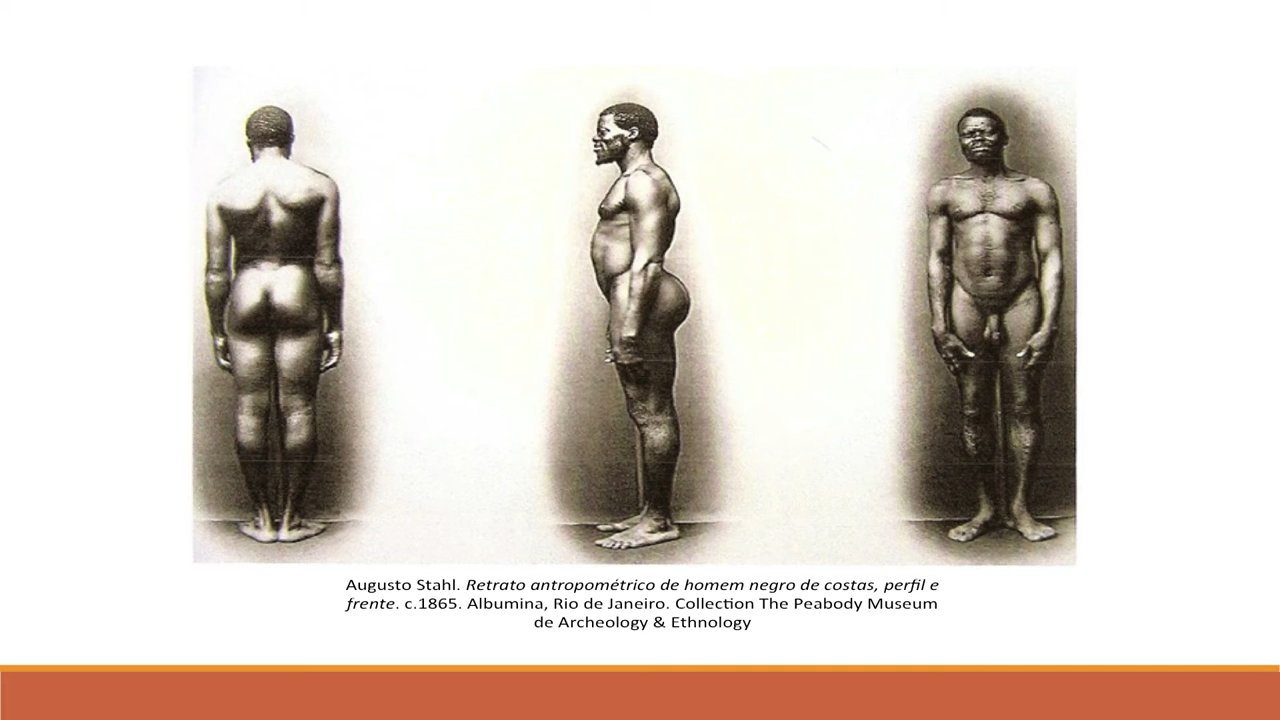 Augusto Stahl. Retrato antropométrico de homem negro de costas, perfil e
frente. c.1865. Albumina, Rio de Janeiro. Collection The Peabody Museum
de Archeology & Ethnology